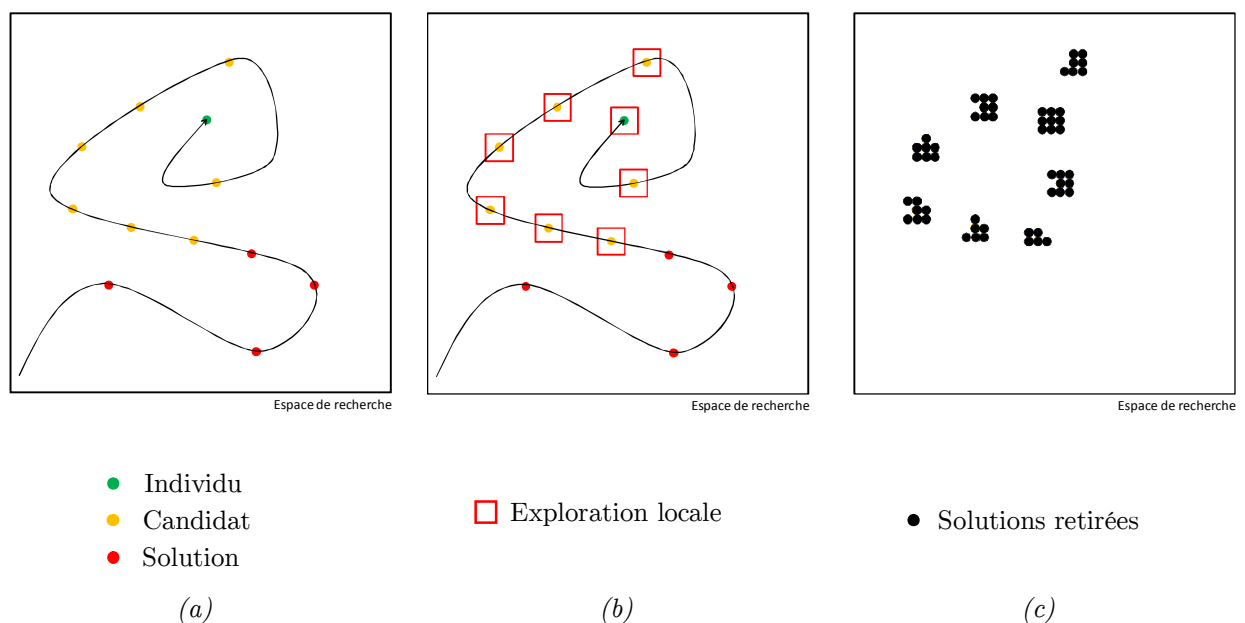 Espace de recherche
Espace de recherche
Espace de recherche
Individu
Candidat
Solution
Exploration locale
Solutions retirées
(a)
(b)
(c)